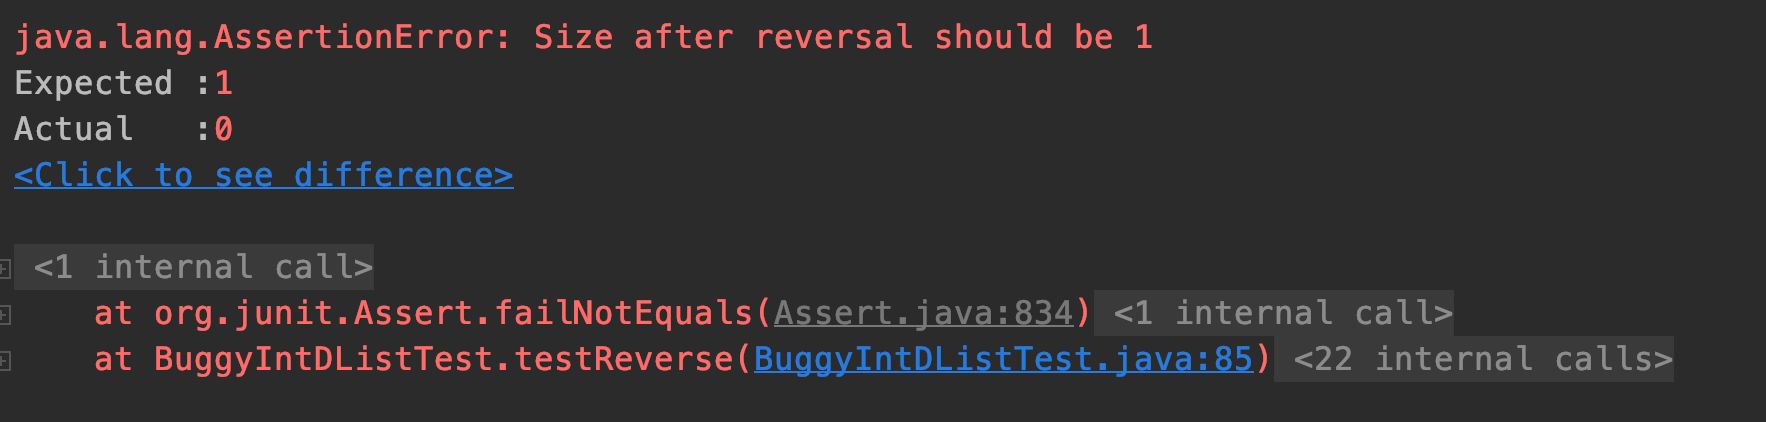 java.lang.AssertionError: Size after reversal should be 1
Expected :1
Actual   :0
<Click to see difference>
<1 internal call>
at org.junit.Assert.failNotEquals(Assert.java:834) <1 internal call>
at BuggyIntDListTest.testReverse(BuggyIntDListTest.java:85) <22 internal calls>